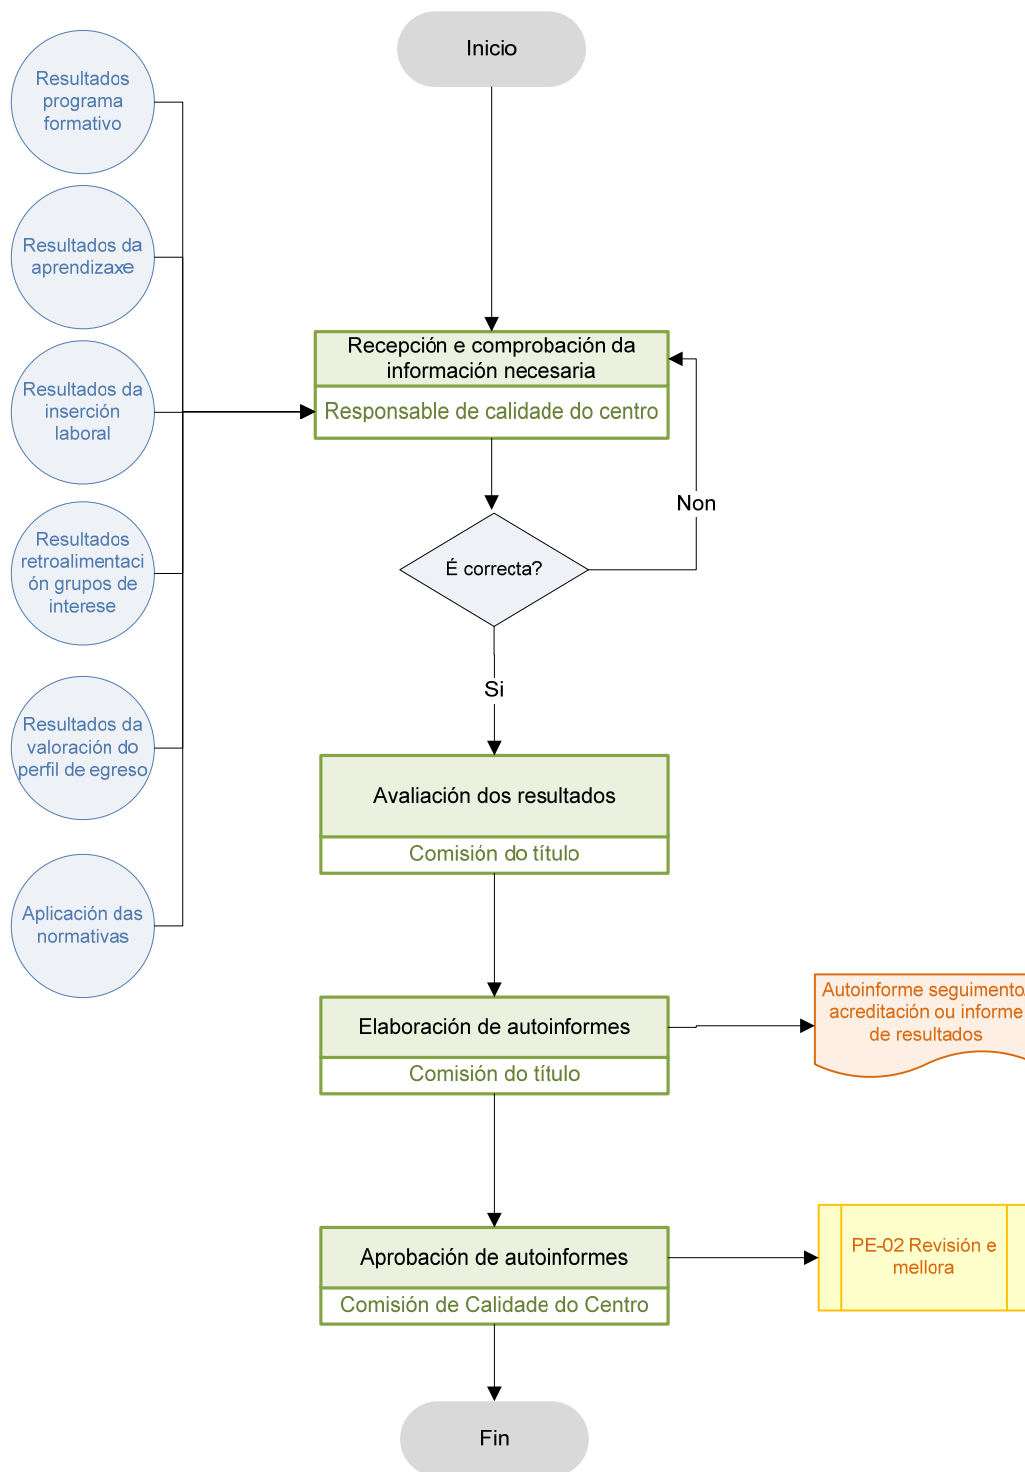 Inicio
Resultados
programa
formativo
Resultados da
aprendizaxe
Resultados da
inserción
laboral
Resultados
retroalimentaci
ón grupos de
interese
Resultados da
valoración do
perfil de egreso
Aplicación das
normativas
Recepción e comprobación da
información necesaria
Responsable de calidade do centro
Non
É correcta?
Si
Avaliación dos resultados
Comisión do título
Elaboración de autoinformes
Comisión do título
Autoinforme seguimento/
acreditación ou informe
de resultados
Aprobación de autoinformes
Comisión de Calidade do Centro
PE-02 Revisión e
mellora
Fin